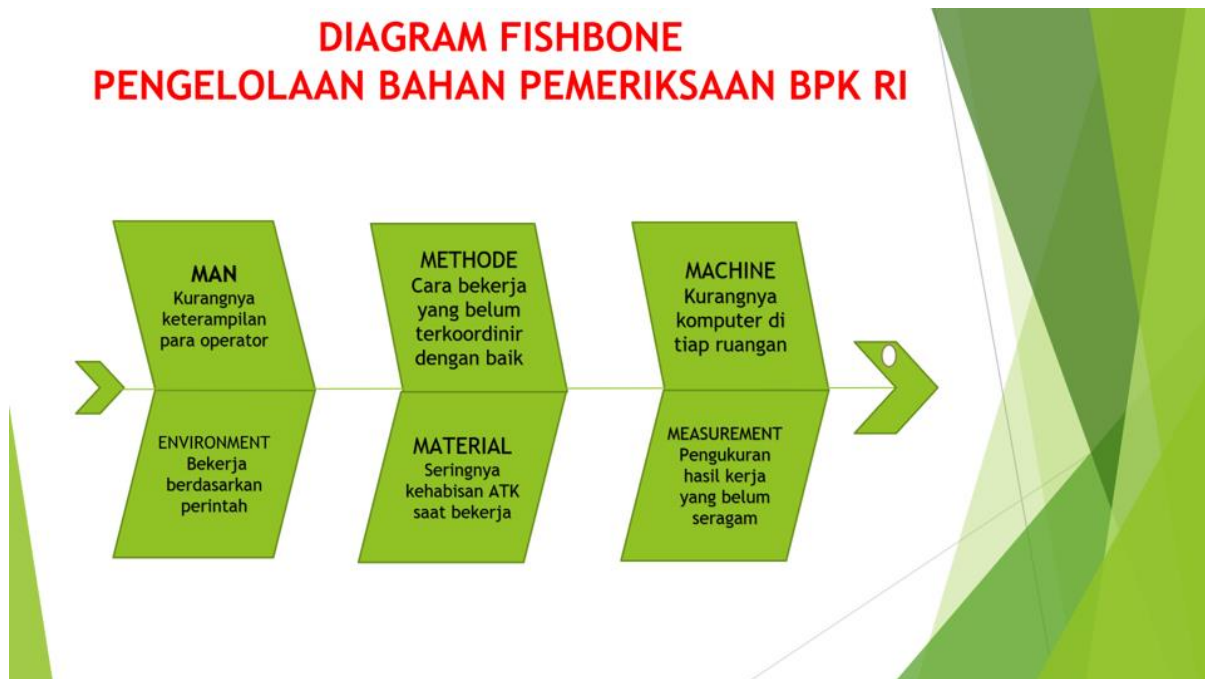 DIAGRAM FISHBONE
PENGELOLAAN BAHAN PEMERIKSAAN BPK RI
MAN
Kurangnya
keterampilan
para operator
METHODE
Cara bekerja
yang belum
terkoordinir
dengan baik
MACHINE
Kurangnya
komputer di
tiap ruangan
ENVIRONMENT
Bekerja
berdasarkan
perintah
MATERIAL
Seringnya
kehabisan ATK
saat bekerja
MEASUREMENT
Pengukuran
hasil kerja
yang belum
seragam